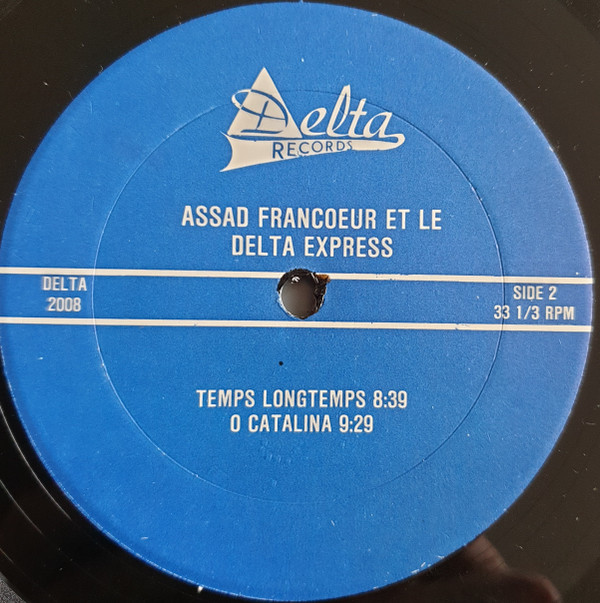 Delta
RECORDS
ASSAD FRANCOEUR ET LE
DELTA EXPRESS
DELTA
2008
SIDE 2
33 1/3 RPM
TEMPS LONGTEMPS 8:39
O CATALINA 9:29